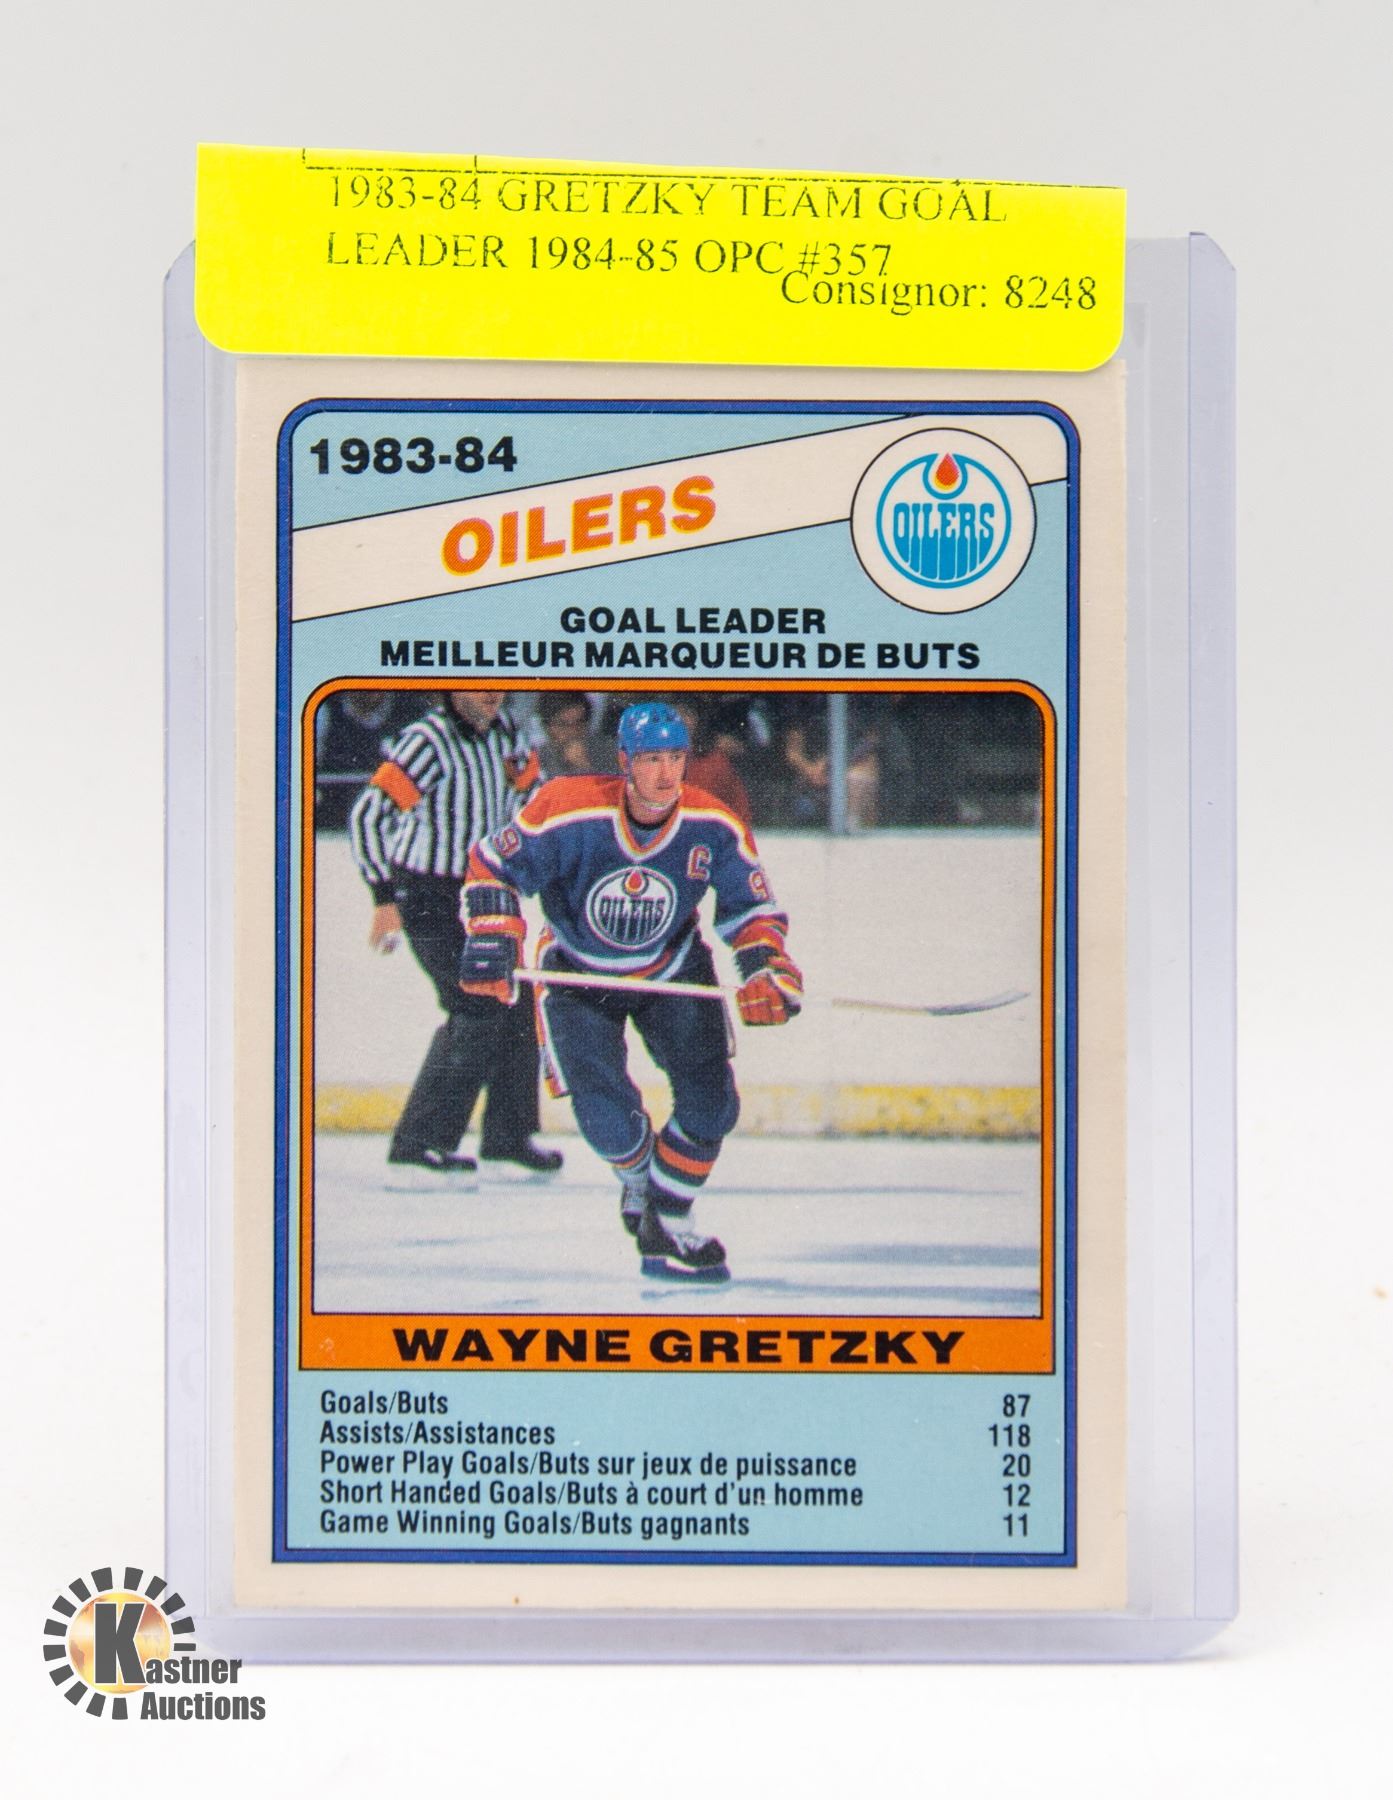 1983-84 GRETZKY TEAM GOAL
LEADER 1984-85 OPC #357
Consignor: 8248
1983-84
OILERS
OILERS
GOAL LEADER
MEILLEUR MARQUEUR DE BUTS
C
OILERS
WAYNE GRETZKY
Goals/Buts 87
Assists/Assistances 118
Power Play Goals/Buts sur jeux de puissance 20
Short Handed Goals/Buts à court d'un homme 12
Game Winning Goals/Buts gagnants 11
Kastner
Auctions